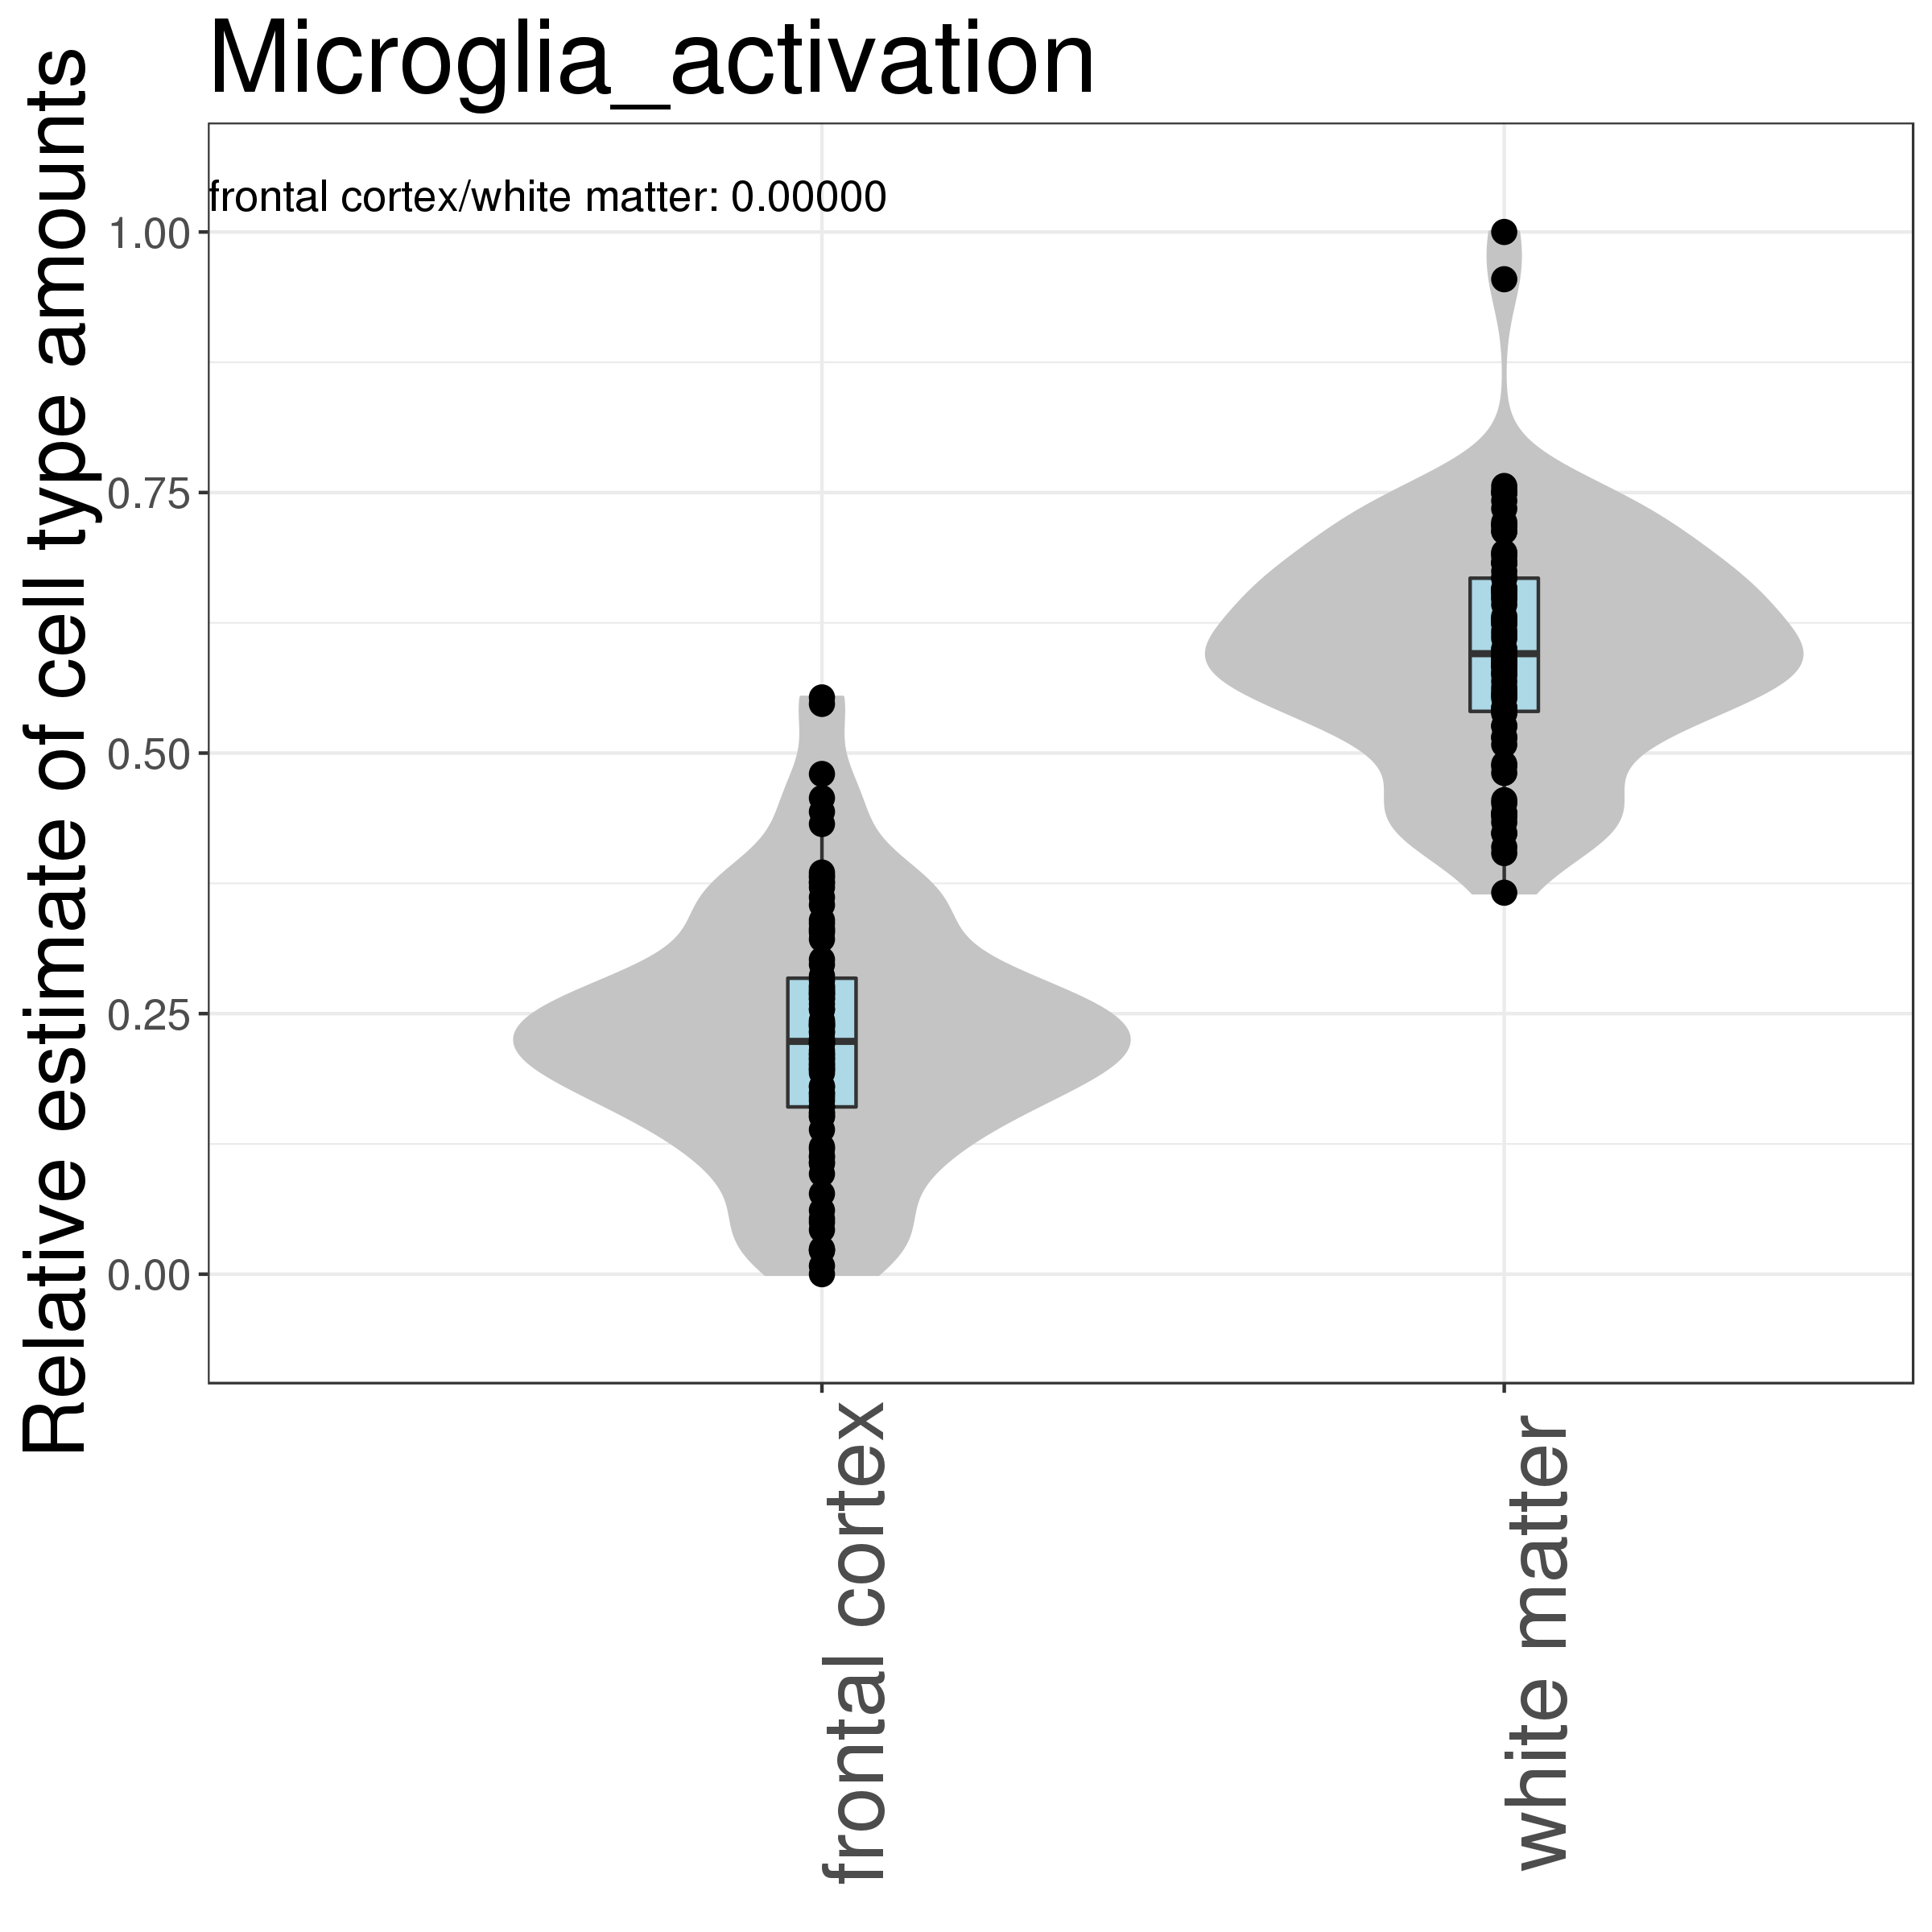 Microglia_activation
Relative estimate of cell type amounts
frontal cortex/white matter: 0.00000
1.00
0.75
0.50
0.25
0.00
frontal cortex
white matter